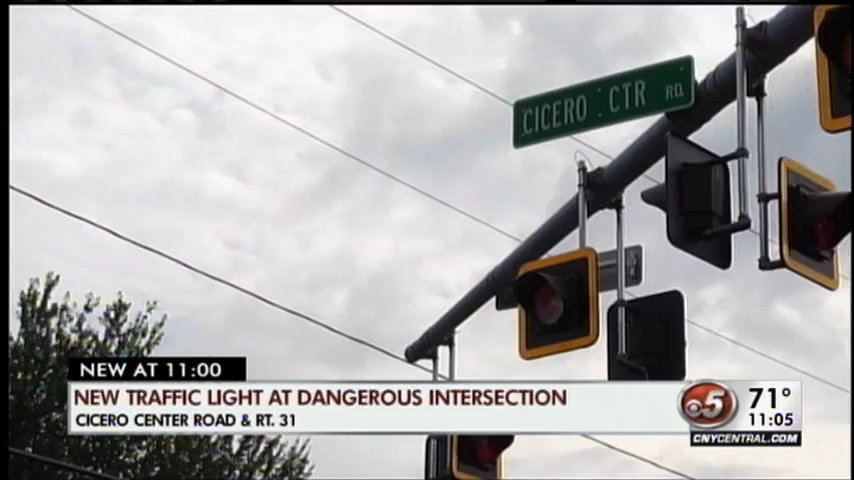 CICERO CTR RD.
NEW AT 11:00
NEW TRAFFIC LIGHT AT DANGEROUS INTERSECTION
CICERO CENTER ROAD & RT. 31
5
71°
11:05
CNYCENTRAL.COM